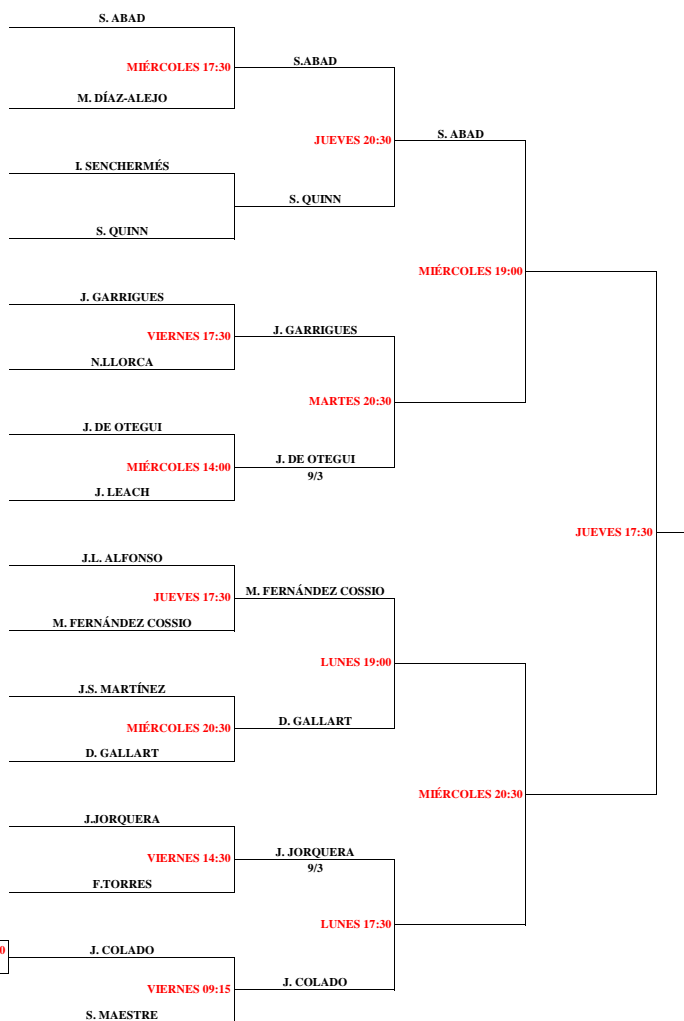 S. ABAD
MIÉRCOLES 17:30
S.ABAD
M. DÍAZ-ALEJO
JUEVES 20:30
S. ABAD
I. SENCHERMÉS
S. QUINN
S. QUINN
MIÉRCOLES 19:00
J. GARRIGUES
VIERNES 17:30
J. GARRIGUES
N.LLORCA
MARTES 20:30
J. DE OTEGUI
MIÉRCOLES 14:00
J. DE OTEGUI
9/3
J. LEACH
JUEVES 17:30
J.L. ALFONSO
JUEVES 17:30
M. FERNÁNDEZ COSSIO
M. FERNÁNDEZ COSSIO
LUNES 19:00
J.S. MARTÍNEZ
MIÉRCOLES 20:30
D. GALLART
D. GALLART
MIÉRCOLES 20:30
J.JORQUERA
VIERNES 14:30
J. JORQUERA
9/3
F.TORRES
LUNES 17:30
0
J. COLADO
VIERNES 09:15
J. COLADO
S. MAESTRE